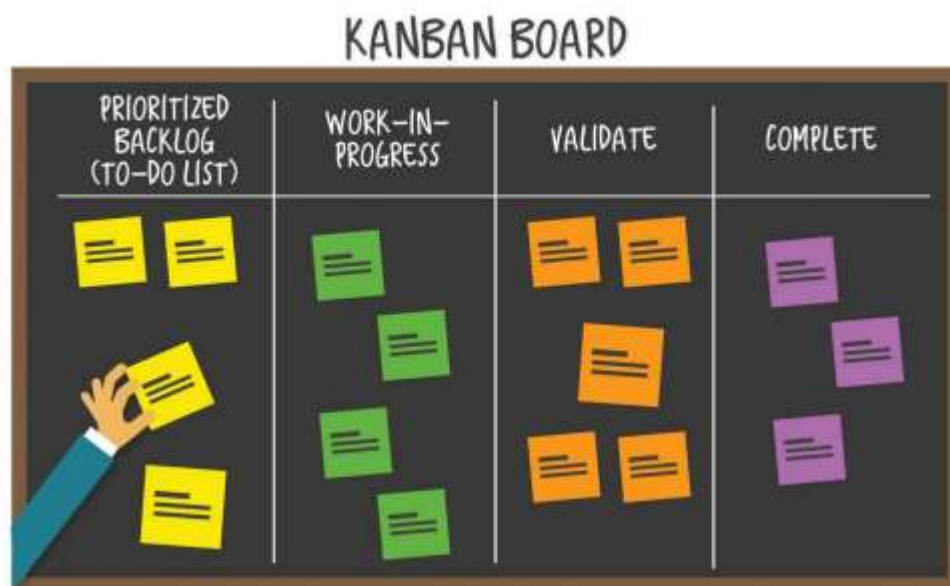 KANBAN BOARD
PRIORITIZED
BACKLOG
(TO-DO LIST)
WORK-IN-
PROGRESS
VALIDATE
COMPLETE